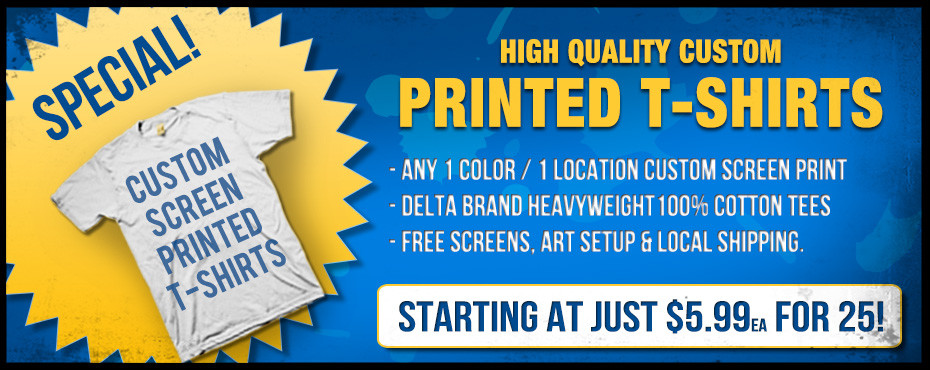 SPECIAL!
CUSTOM
SCREEN
PRINTED
T-SHIRTS
HIGH QUALITY CUSTOM
PRINTED T-SHIRTS
- ANY 1 COLOR / 1 LOCATION CUSTOM SCREEN PRINT
- DELTA BRAND HEAVYWEIGHT 100% COTTON TEES
- FREE SCREENS, ART SETUP & LOCAL SHIPPING.
STARTING AT JUST $5.99EA FOR 25!